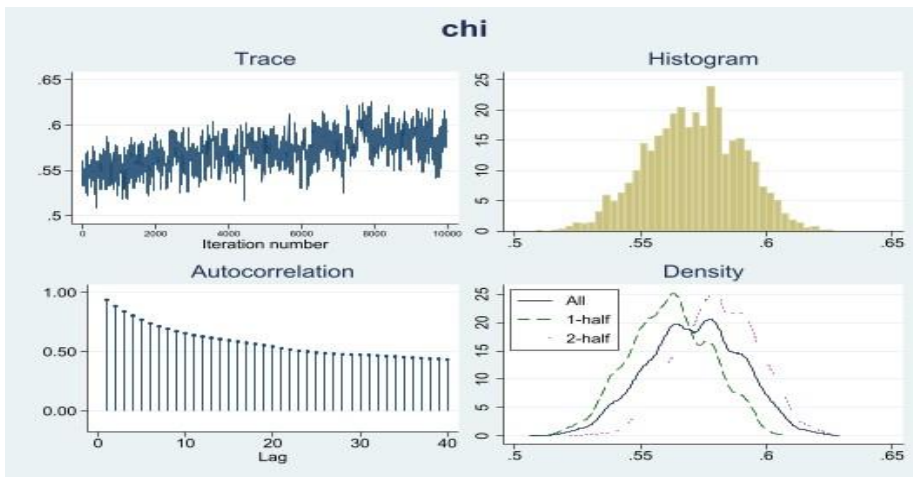 chi
Trace
.65
.6
.55
.5
0 2000 4000 6000 8000 10000
Iteration number
Histogram
25
20
15
10
5
0
.5 .55 .6 .65
Autocorrelation
1.00
0.50
0.00
0 10 20 30 40
Lag
Density
All
1-half
2-half
25
20
15
10
5
0
.5 .55 .6 .65